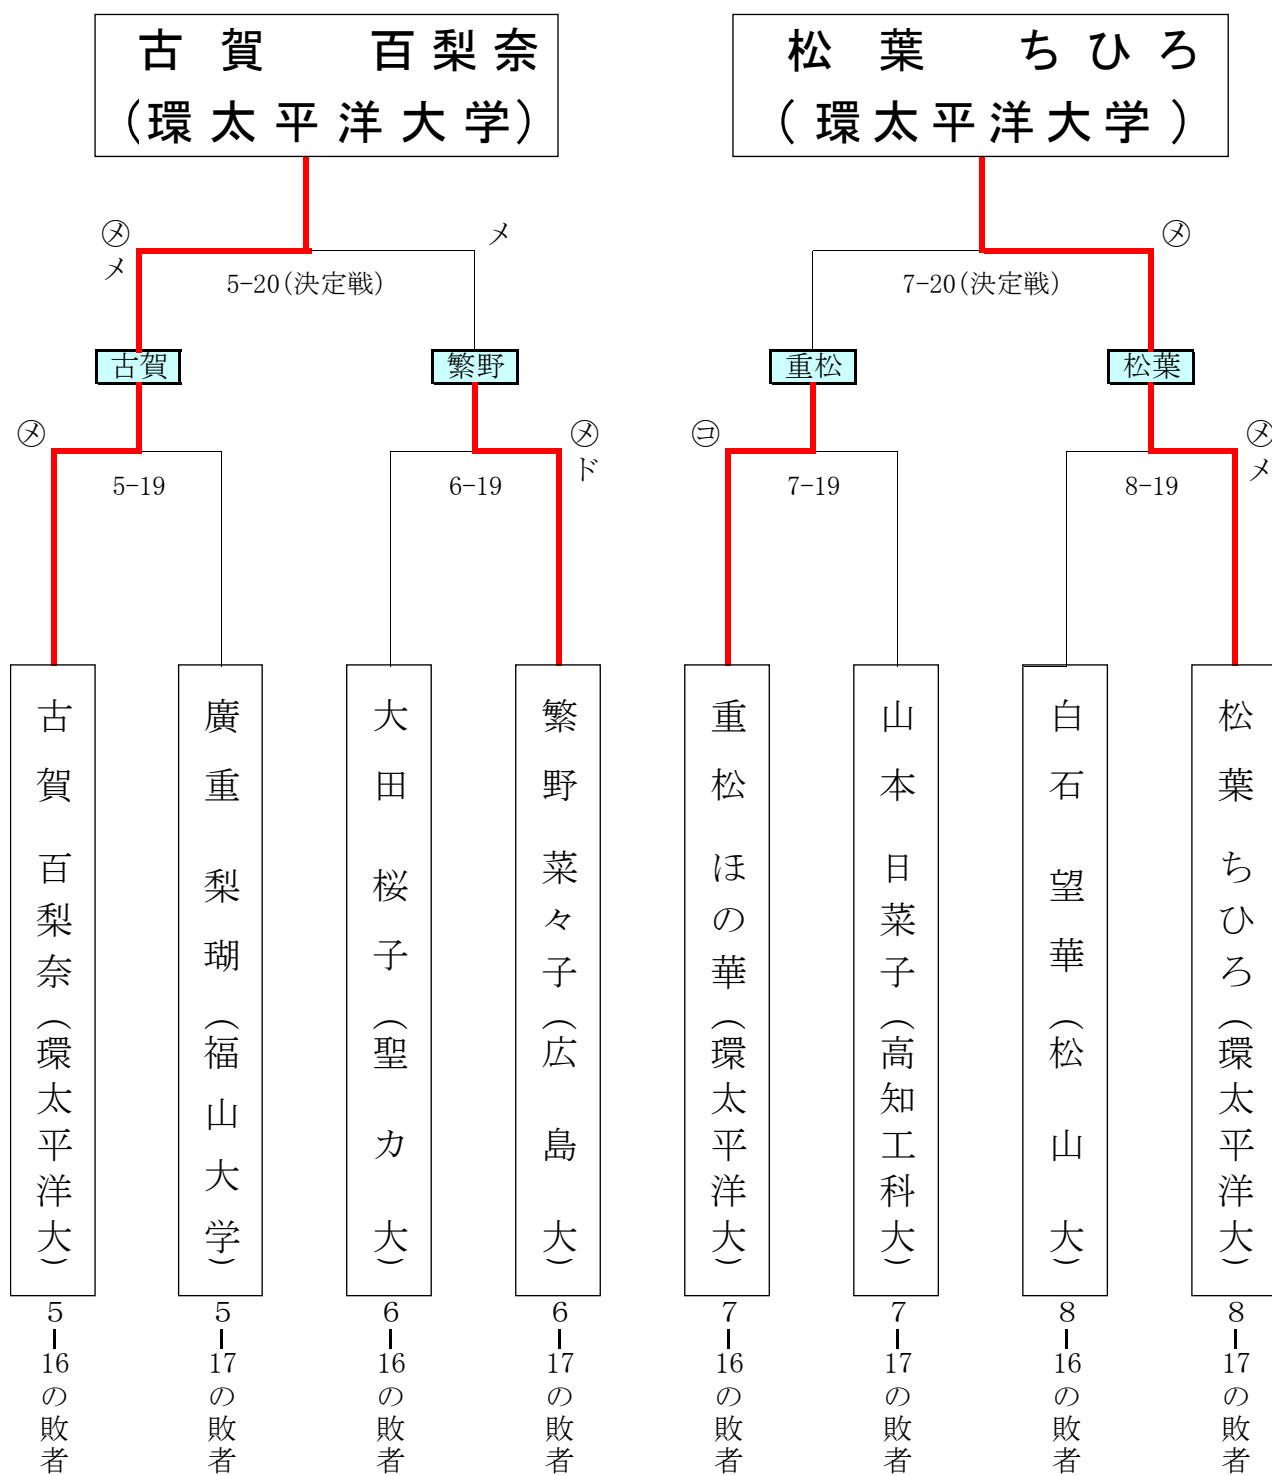 古賀 百梨奈
(環太平洋大学)
松葉 ちひろ
(環太平洋大学)
㋱
メ
メ
5-20(決定戦)
㋱
7-20(決定戦)
古賀
繁野
重松
松葉
㋱
5-19
6-19
㋱
ド
㋙
7-19
8-19
㋱
メ
古賀 百梨奈(環太平洋大)
廣重 梨瑚(福山大学)
大田 桜子(聖カ大)
繁野 菜々子(広島大)
重松 ほの華(環太平洋大)
山本 日菜子(高知工科大)
白石 望華(松山大)
松葉 ちひろ(環太平洋大)
5-16の敗者
5-17の敗者
6-16の敗者
6-17の敗者
7-16の敗者
7-17の敗者
8-16の敗者
8-17の敗者